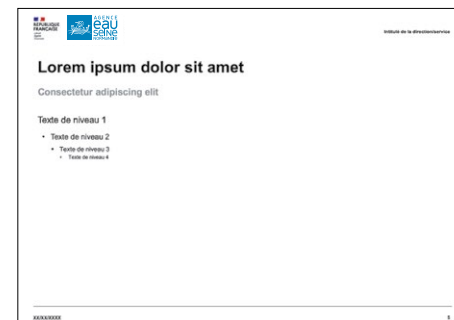 RÉPUBLIQUE
FRANÇAISE
AGENCE
eau
seine
NORMANDIE
Intitulé de la direction/service
Lorem ipsum dolor sit amet
Consectetur adipiscing elit
Texte de niveau 1
• Texte de niveau 2
• Texte de niveau 3
• Texte de niveau 4
XX/XX/XXXX